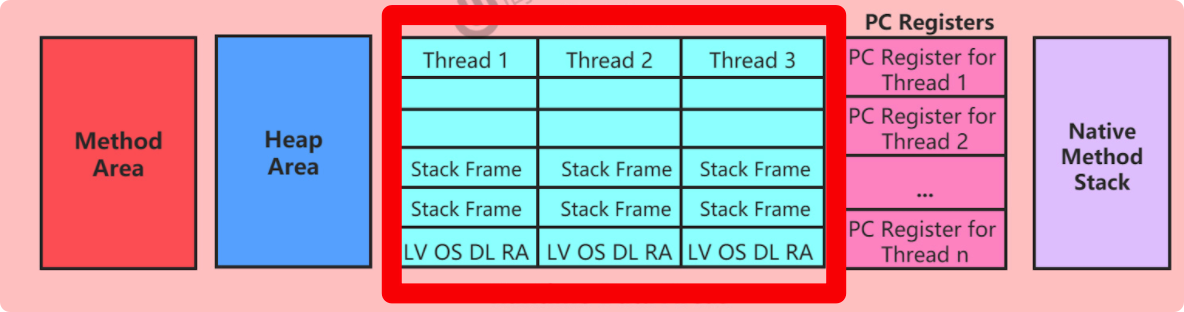 PC Registers
Method
Area
Heap
Area
Thread 1 Thread 2 Thread 3
Stack Frame Stack Frame Stack Frame
Stack Frame Stack Frame Stack Frame
LV OS DL RA LV OS DL RA LV OS DL RA
PC Register for
Thread 1
PC Register for
Thread 2
...
PC Register for
Thread n
Native
Method
Stack